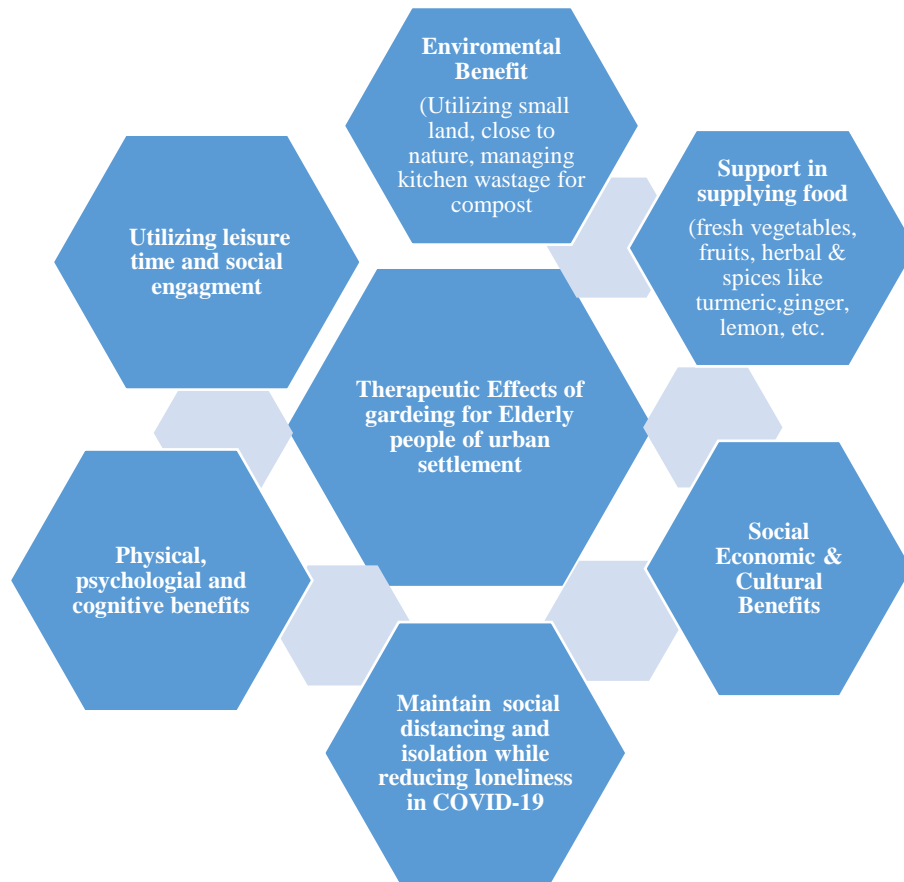 Enviromental
Benefit
(Utilizing small
land, close to
nature, managing
kitchen wastage for
compost
Support in
supplying food
(fresh vegetables,
fruits, herbal &
spices like
turmeric,ginger,
lemon, etc.
Utilizing leisure
time and social
engagment
Therapeutic Effects of
gardeing for Elderly
people of urban
settlement
Social
Economic &
Cultural
Benefits
Physical,
psychologial and
cognitive benefits
Maintain social
distancing and
isolation while
reducing loneliness
in COVID-19